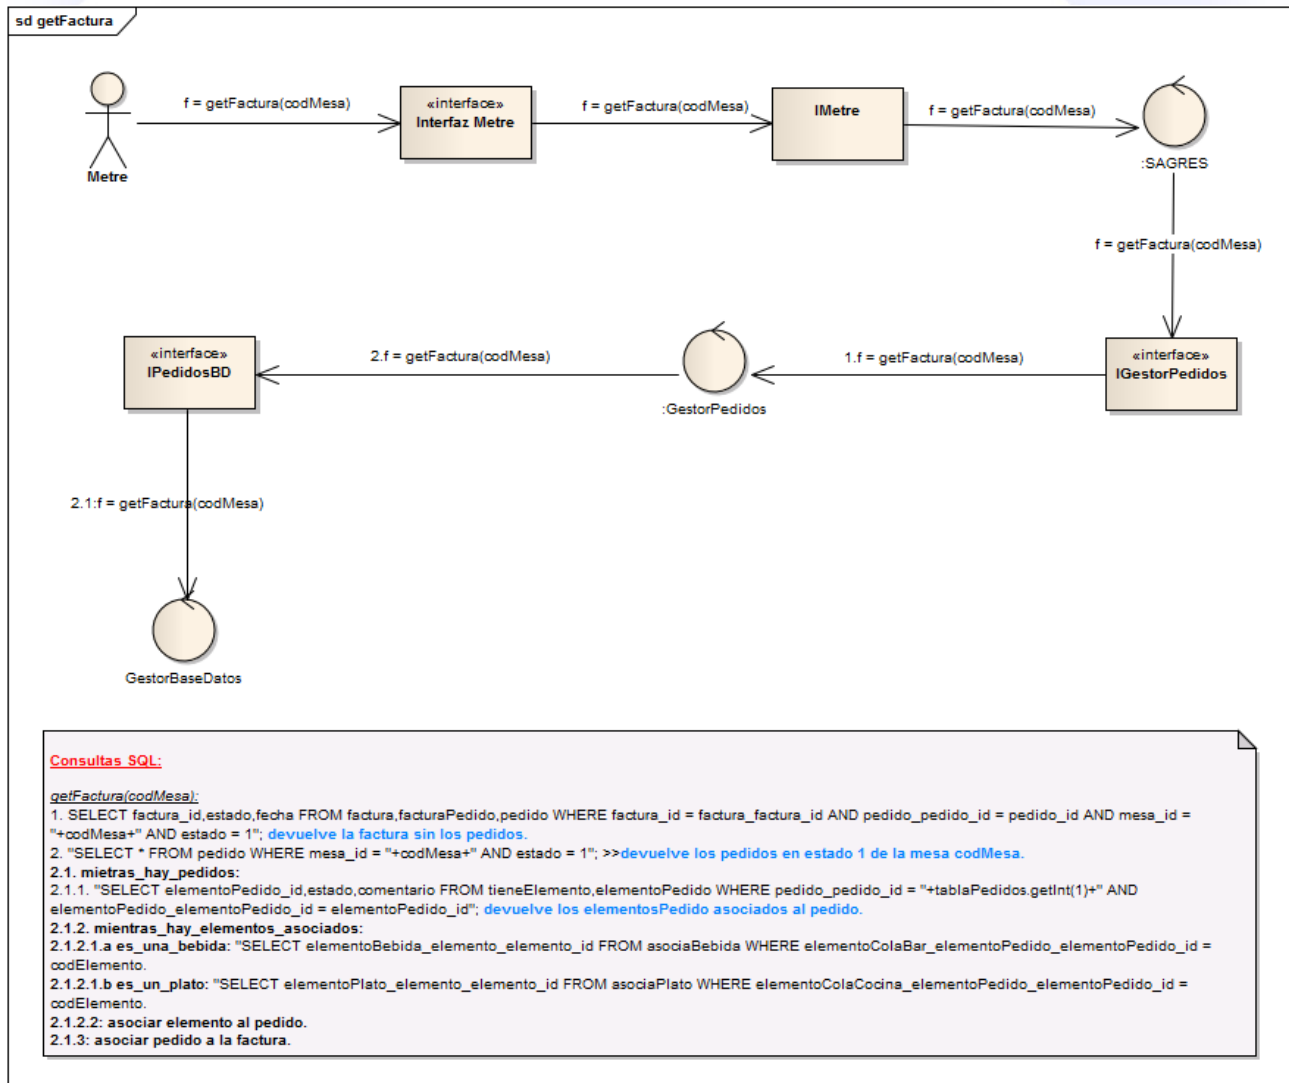 sd getFactura
f = getFactura(codMesa)
«interface»
Interfaz Metre
f = getFactura(codMesa)
IMetre
f = getFactura(codMesa)
Metre
:SAGRES
f = getFactura(codMesa)
«interface»
IPedidosBD
2.f = getFactura(codMesa)
:GestorPedidos
1.f = getFactura(codMesa)
«interface»
IGestorPedidos
2.1:f = getFactura(codMesa)
GestorBaseDatos
Consultas SQL:
getFactura(codMesa):
1. SELECT factura_id,estado,fecha FROM factura,facturaPedido,pedido WHERE factura_id = factura_factura_id AND pedido_pedido_id = pedido_id AND mesa_id =
"+codMesa+" AND estado = 1"; devuelve la factura sin los pedidos.
2. "SELECT * FROM pedido WHERE mesa_id = "+codMesa+" AND estado = 1"; >>devuelve los pedidos en estado 1 de la mesa codMesa.
2.1. mietras_hay_pedidos:
2.1.1. "SELECT elementoPedido_id,estado,comentario FROM tieneElemento,elementoPedido WHERE pedido_pedido_id = "+tablaPedidos.getInt(1)+" AND
elementoPedido_elementoPedido_id = elementoPedido_id"; devuelve los elementosPedido asociados al pedido.
2.1.2. mientras_hay_elementos_asociados:
2.1.2.1.a es_una_bebida: "SELECT elementoBebida_elemento_elemento_id FROM asociaBebida WHERE elementoColaBar_elementoPedido_elementoPedido_id =
codElemento.
2.1.2.1.b es_un_plato: "SELECT elementoPlato_elemento_elemento_id FROM asociaPlato WHERE elementoColaCocina_elementoPedido_elementoPedido_id =
codElemento.
2.1.2.2: asociar elemento al pedido.
2.1.3: asociar pedido a la factura.